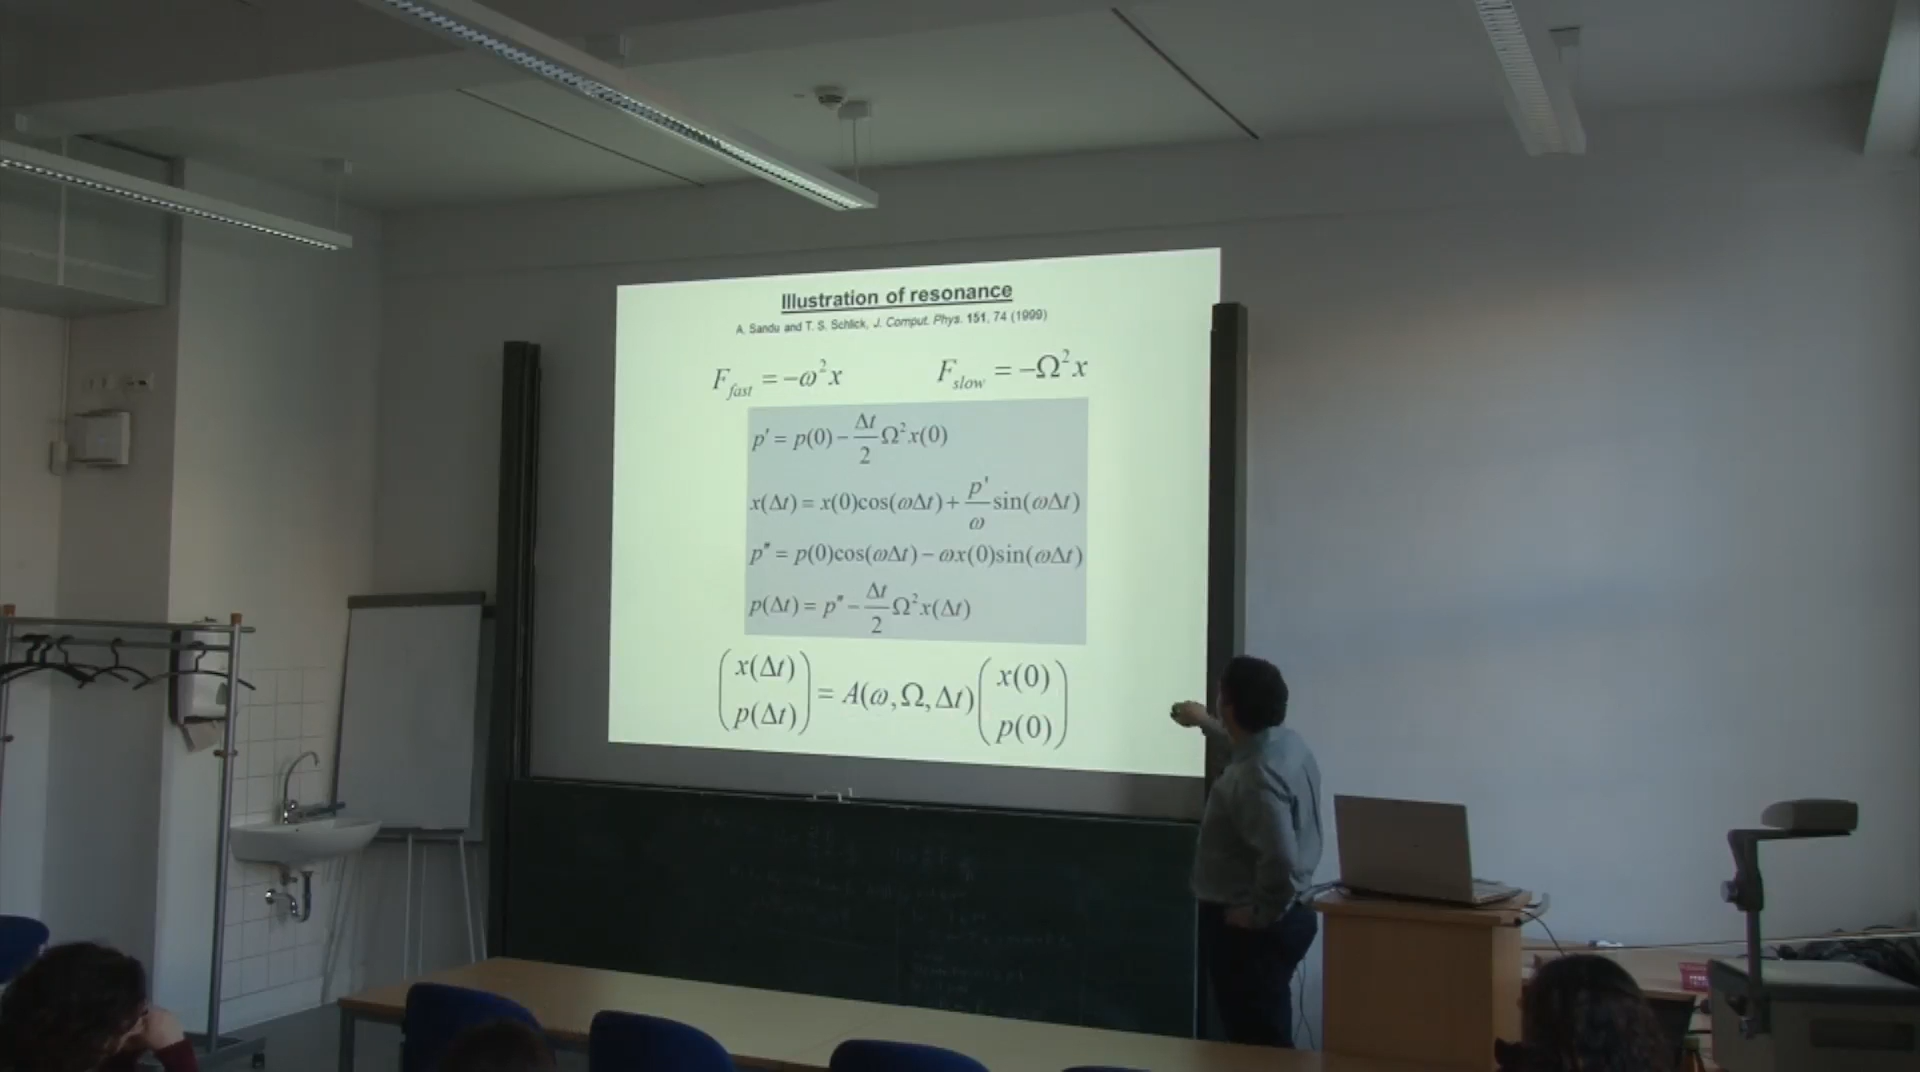 Illustration of resonance
A. Sandu and T. S. Schlick, J. Comput. Phys. 151, 74 (1999)
F_fast = −ω²x F_slow = −Ω²x
p' = p(0) − Δt/2 Ω²x(0)
x(Δt) = x(0)cos(ωΔt) + p'/ω sin(ωΔt)
p" = p(0)cos(ωΔt) − ωx(0)sin(ωΔt)
p(Δt) = p" − Δt/2 Ω²x(Δt)
(x(Δt) p(Δt)) = A(ω,Ω,Δt) (x(0) p(0))